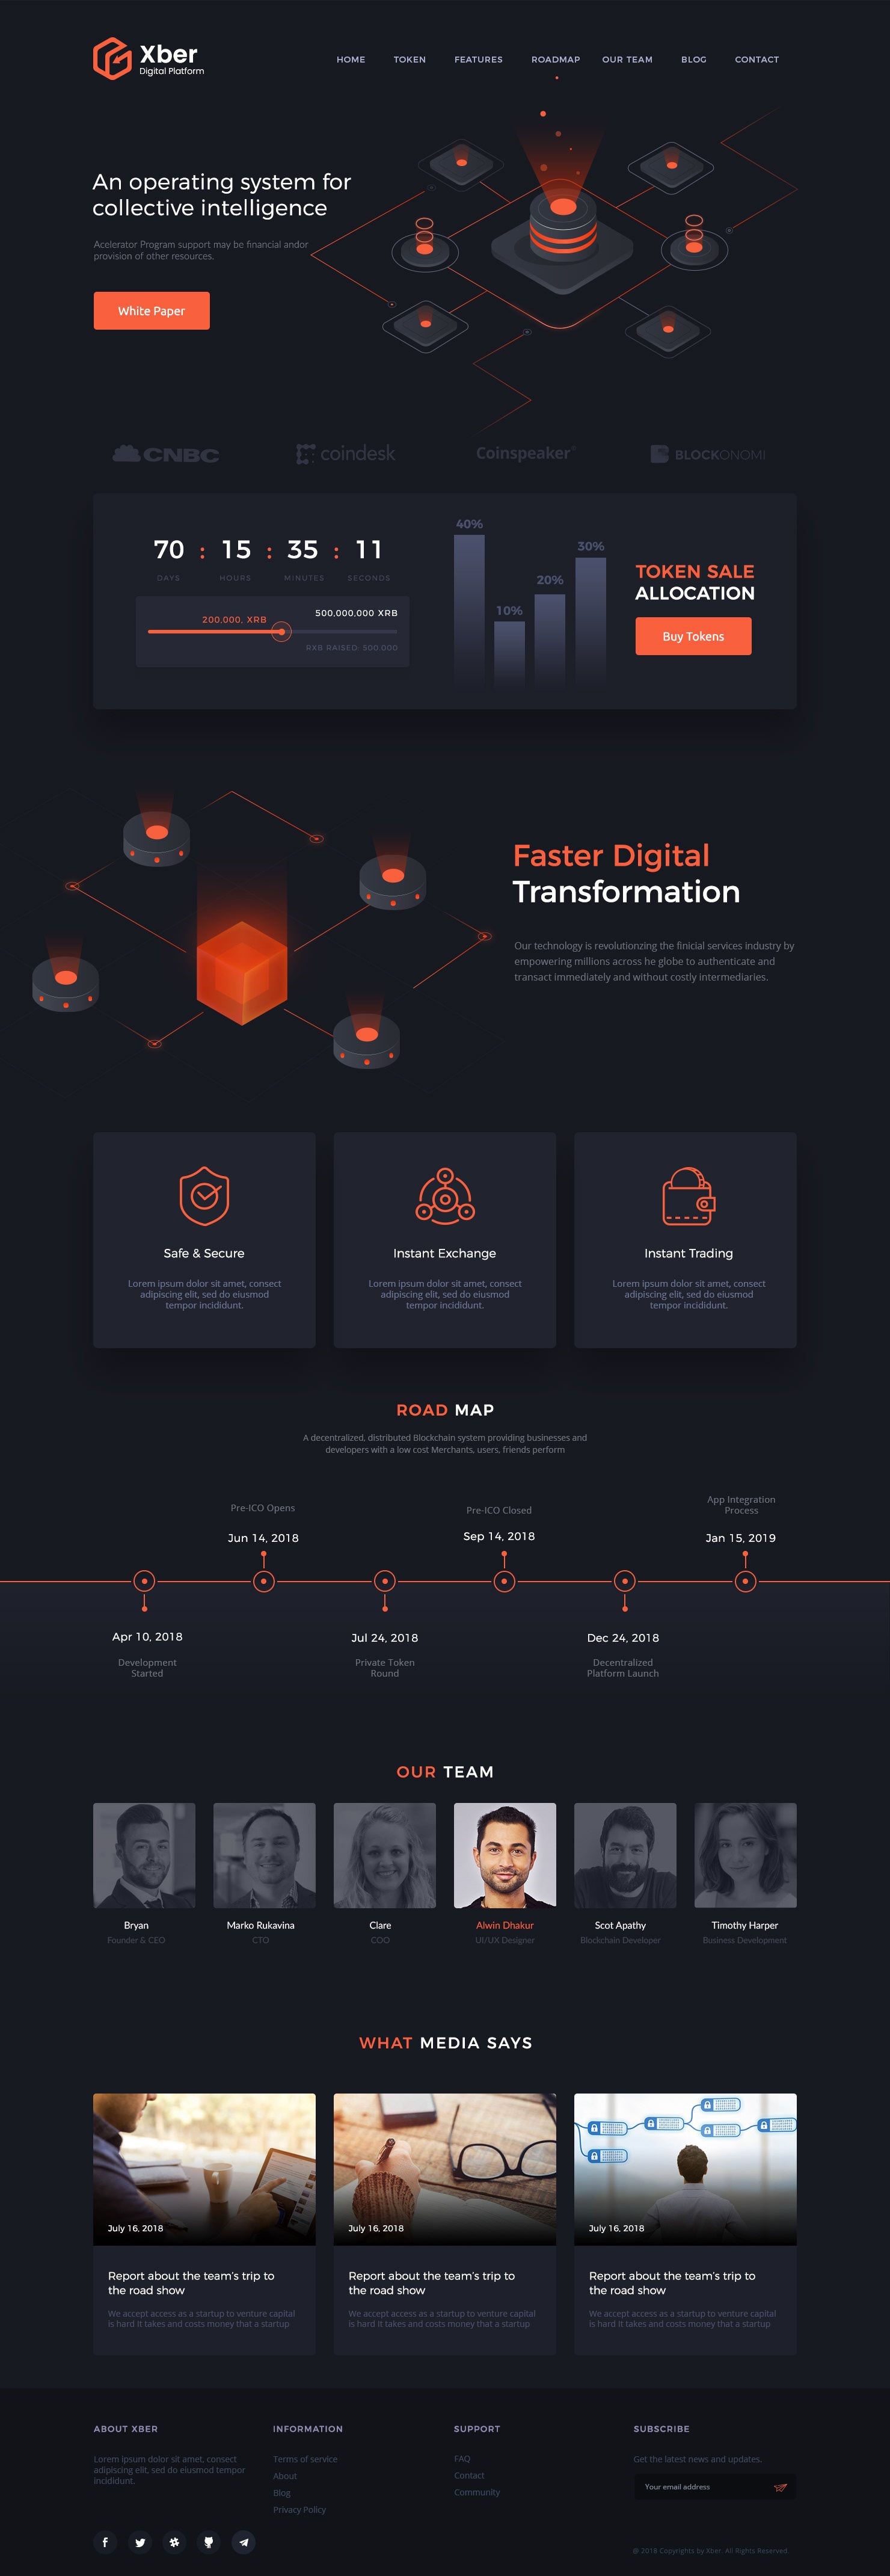 Xber
Digital Platform
HOME TOKEN FEATURES ROADMAP OUR TEAM BLOG CONTACT
An operating system for
collective intelligence
Acelerator Program support may be financial andor
provision of other resources.
White Paper
CNBC coindesk Coinspeaker BLOCKONOMI
70 : 15 : 35 : 11
DAYS HOURS MINUTES SECONDS
200,000, XRB
500,000,000 XRB
RXB RAISED: 500 000
40%
10%
20%
30%
TOKEN SALE
ALLOCATION
Buy Tokens
Faster Digital
Transformation
Our technology is revolutionizng the finicial services industry by
empowering millions across he globe to authenticate and
transact immediately and without costly intermediaries.
Safe & Secure
Lorem ipsum dolor sit amet, consect
adipiscing elit, sed do eiusmod
tempor incididunt.
Instant Exchange
Lorem ipsum dolor sit amet, consect
adipiscing elit, sed do eiusmod
tempor incididunt.
Instant Trading
Lorem ipsum dolor sit amet, consect
adipiscing elit, sed do eiusmod
tempor incididunt.
ROAD MAP
A decentralized, distributed Blockchain system providing businesses and
developers with a low cost Merchants, users, friends perform
Pre-ICO Opens
Jun 14, 2018
Pre-ICO Closed
Sep 14, 2018
App Integration
Process
Jan 15, 2019
Apr 10, 2018
Development
Started
Jul 24, 2018
Private Token
Round
Dec 24, 2018
Decentralized
Platform Launch
OUR TEAM
Bryan
Founder & CEO
Marko Rukavina
CTO
Clare
COO
Alwin Dhakur
UI/UX Designer
Scot Apathy
Blockchain Developer
Timothy Harper
Business Development
WHAT MEDIA SAYS
July 16, 2018
Report about the team's trip to
the road show
We accept access as a startup to venture capital
is hard it takes and costs money that a startup
July 16, 2018
Report about the team's trip to
the road show
We accept access as a startup to venture capital
is hard it takes and costs money that a startup
July 16, 2018
Report about the team's trip to
the road show
We accept access as a startup to venture capital
is hard it takes and costs money that a startup
ABOUT XBER
Lorem ipsum dolor sit amet, consect
adipiscing elit, sed do eiusmod tempor
incididunt.
INFORMATION
Terms of service
About
Blog
Privacy Policy
SUPPORT
FAQ
Contact
Community
SUBSCRIBE
Get the latest news and updates.
Your email address
@ 2018 Copyrights by Xber. All Rights Reserved.